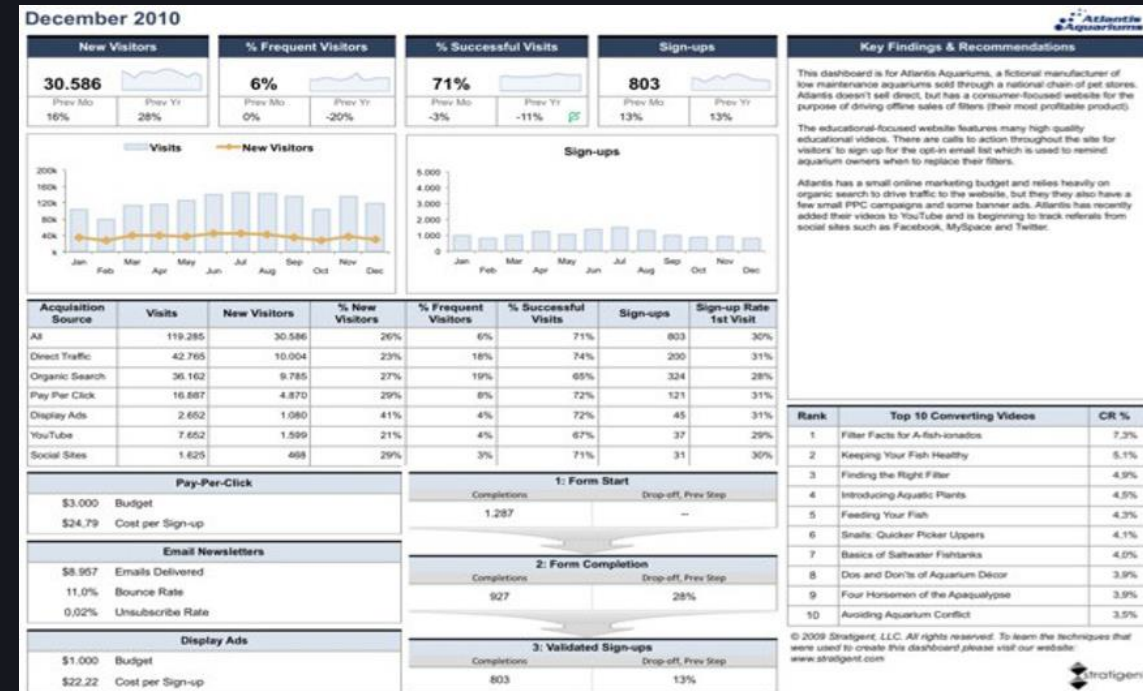 December 2010
Atlantis
Aquariums
New Visitors
% Frequent Visitors
% Successful Visits
Sign-ups
Key Findings & Recommendations
30.586
6%
71%
803
Prev Mo Prev Yr
Prev Mo Prev Yr
Prev Mo Prev Yr
Prev Mo Prev Yr
16% 28%
0% -20%
-3% -11%
13% 13%
This dashboard is for Atlantis Aquariums, a fictional manufacturer of
low maintenance aquariums sold through a national chain of pet stores.
Atlantis doesn't sell direct, but has a consumer-focused website for the
purpose of driving offline sales of filters (their most profitable product).
The educational-focused website features many high quality
educational videos. There are calls to action throughout the site for
visitors' to sign up for the opt-in email list which is used to remind
aquarium owners when to replace their filters.
Atlantis has a small online marketing budget and relies heavily on
organic search to drive traffic to the website, but they they also have a
few small PPC campaigns and some banner ads. Atlantis has recently
added their videos to YouTube and is beginning to track referals from
social sites such as Facebook, MySpace and Twitter.
Visits New Visitors
200k
160k
120k
80k
40k
k
Jan Feb Mar Apr May Jun Jul Aug Sep Oct Nov Dec
Sign-ups
5.000
4.000
3.000
2.000
1.000
0
Jan Feb Mar Apr May Jun Jul Aug Sep Oct Nov Dec
Acquisition Source Visits New Visitors % New Visitors % Frequent Visitors % Successful Visits Sign-ups Sign-up Rate 1st Visit
All 119.285 30.586 26% 6% 71% 803 30%
Direct Traffic 42.765 10.004 23% 18% 74% 200 31%
Organic Search 36.162 9.785 27% 19% 65% 324 28%
Pay Per Click 16.887 4.870 29% 8% 72% 121 31%
Display Ads 2.652 1.080 41% 4% 72% 45 31%
YouTube 7.652 1.599 21% 4% 67% 37 29%
Social Sites 1.625 468 29% 3% 71% 31 30%
Pay-Per-Click
$3.000 Budget
$24,79 Cost per Sign-up
Email Newsletters
$8.957 Emails Delivered
11,0% Bounce Rate
0,02% Unsubscribe Rate
Display Ads
$1.000 Budget
$22,22 Cost per Sign-up
1: Form Start
Completions Drop-off, Prev Step
1.287 --
2: Form Completion
Completions Drop-off, Prev Step
927 28%
3: Validated Sign-ups
Completions Drop-off, Prev Step
803 13%
Rank Top 10 Converting Videos CR %
1 Filter Facts for A-fish-ionados 7,3%
2 Keeping Your Fish Healthy 5,1%
3 Finding the Right Filter 4,9%
4 Introducing Aquatic Plants 4,5%
5 Feeding Your Fish 4,3%
6 Snails: Quicker Picker Uppers 4,1%
7 Basics of Saltwater Fishtanks 4,0%
8 Dos and Don'ts of Aquarium Décor 3,9%
9 Four Horsemen of the Apaqualypse 3,9%
10 Avoiding Aquarium Conflict 3,5%
© 2009 Stratigent, LLC. All rights reserved. To learn the techniques that
were used to create this dashboard please visit our website:
www.stratigent.com
stratigent